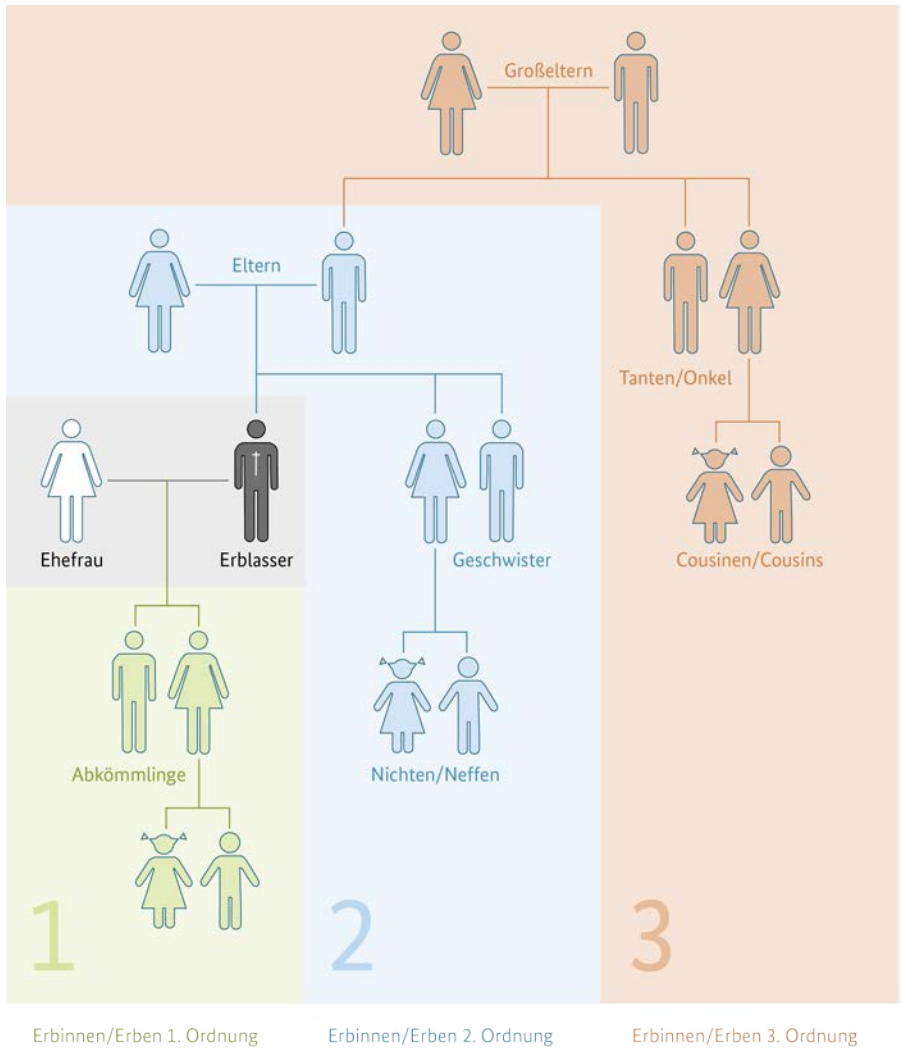 Großeltern
Eltern
Tanten/Onkel
Ehefrau
Erblasser
Geschwister
Cousinen/Cousins
Abkömmlinge
Nichten/Neffen
1
2
3
Erbinnen/Erben 1. Ordnung
Erbinnen/Erben 2. Ordnung
Erbinnen/Erben 3. Ordnung